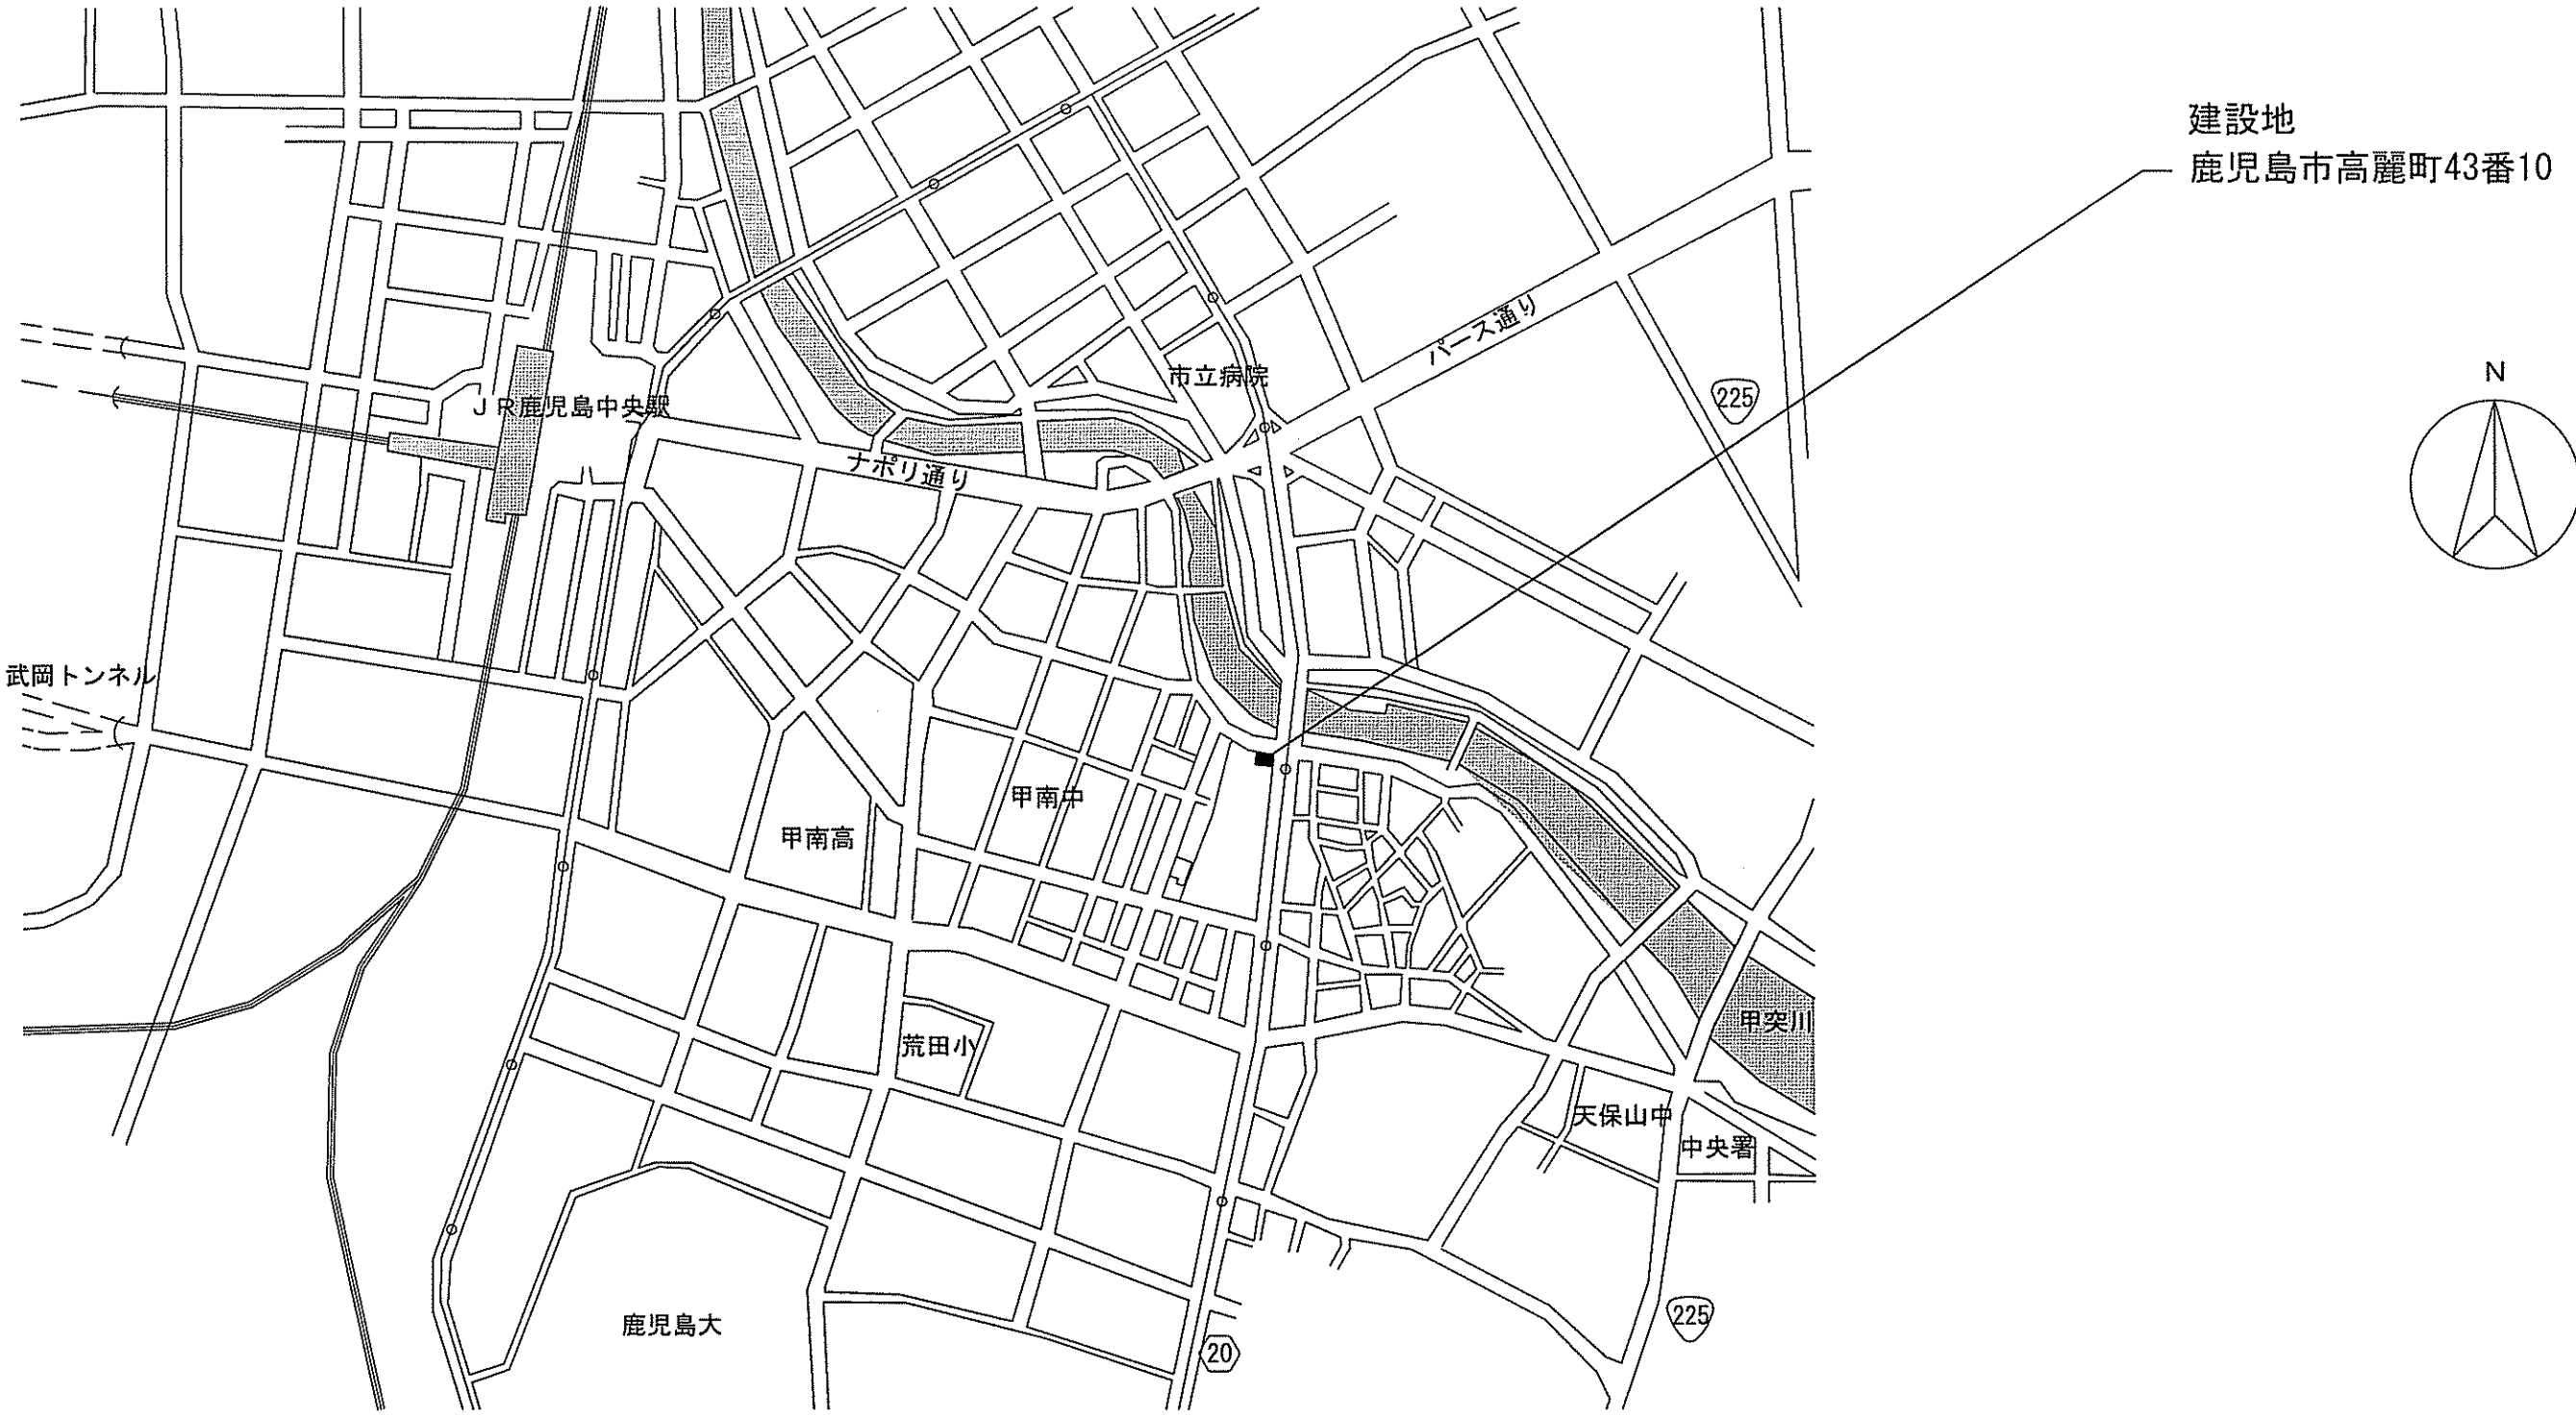 建設地
鹿児島市高麗町43番10
N
パース通り
市立病院
225
JR鹿児島中央駅
ナポリ通り
武岡トンネル
甲南中
甲南高
甲突川
荒田小
天保山中
中央署
鹿児島大
225
20